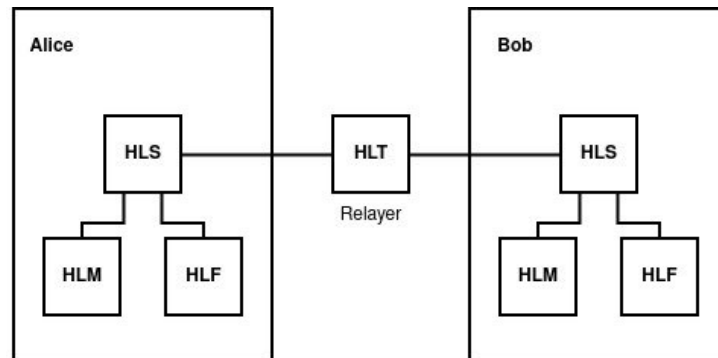 Alice
Bob
HLS
HLT
HLS
Relayer
HLM
HLF
HLM
HLF